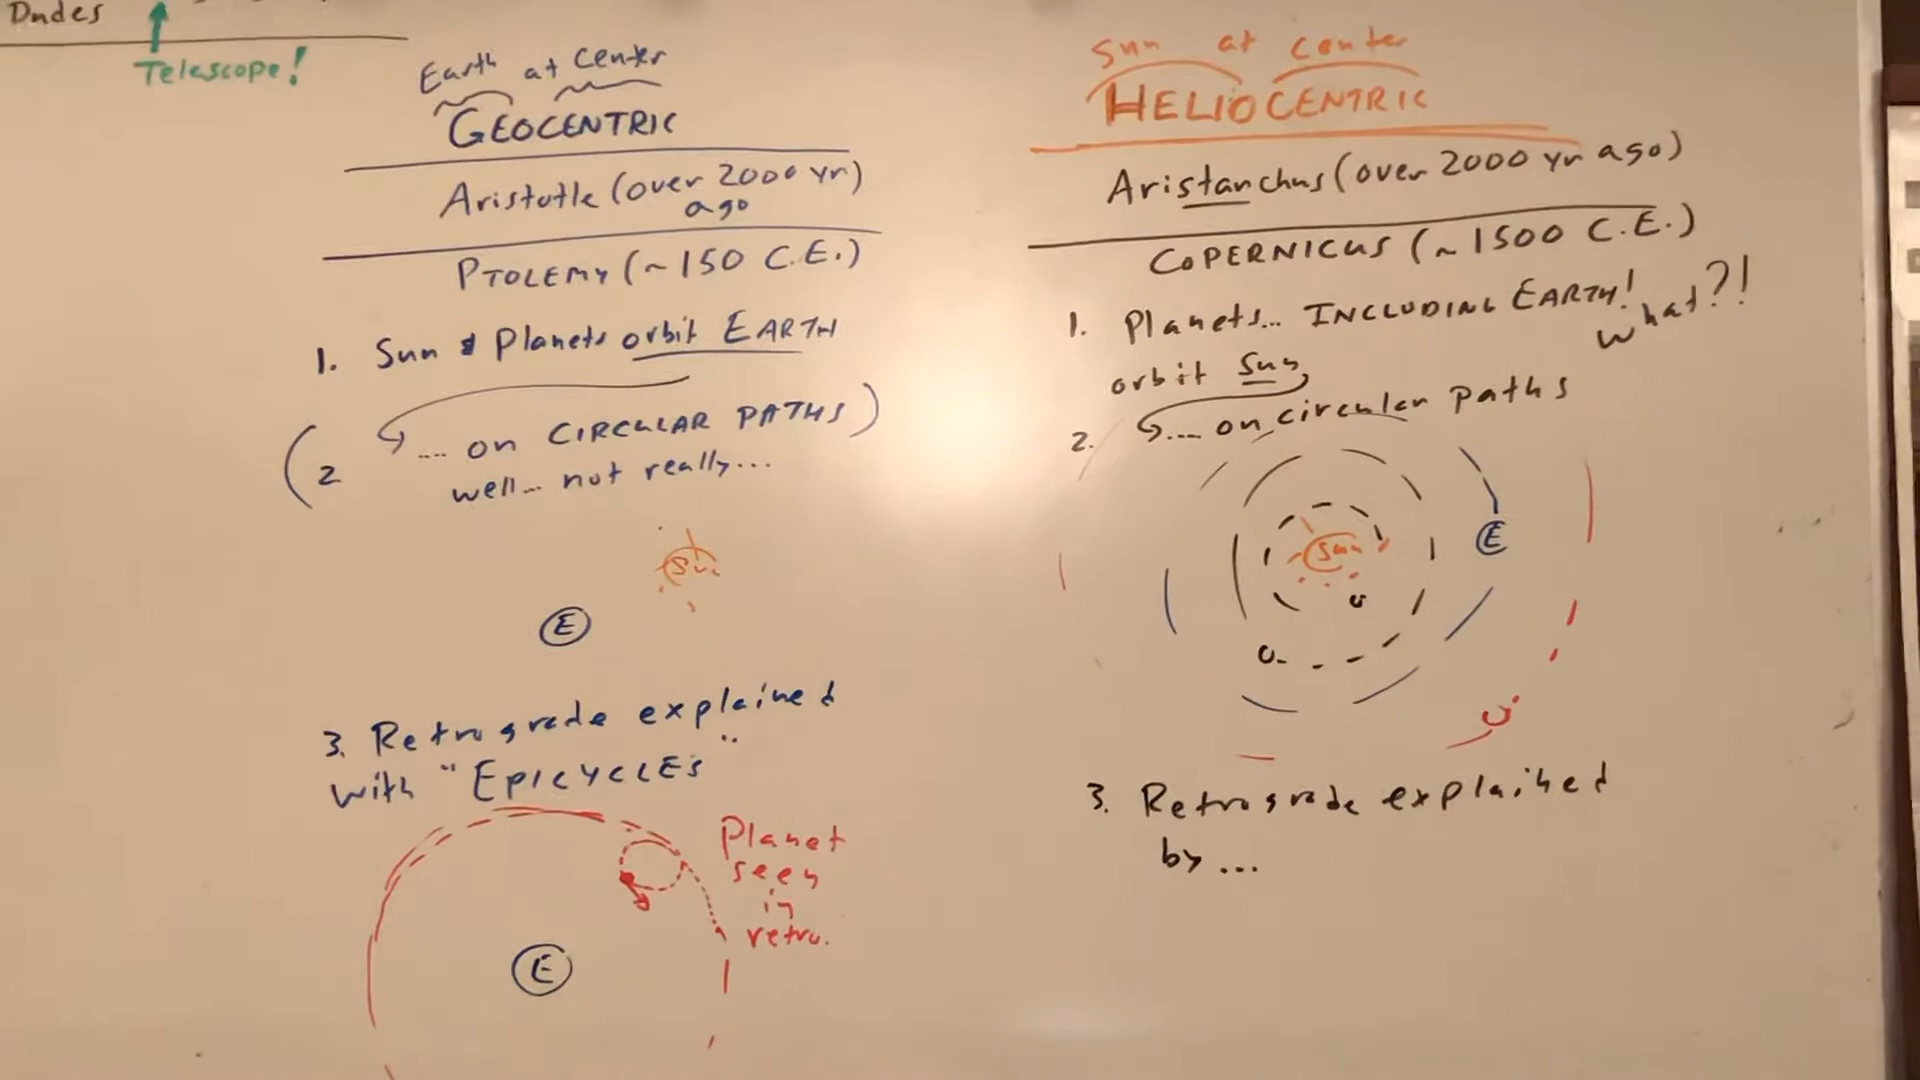 Dudes
Telescope!
Earth at Center
GEOCENTRIC
Aristotle (over 2000 yr)
ago
PTOLEMY (~150 C.E.)
1. Sun & Planets orbit EARTH
(2 .... on CIRCULAR PATHS)
well... not really...
Sun
E
3. Retrograde explained
with "EPICYCLES"
Planet
seen
in
retro.
E
Sun at center
HELIOCENTRIC
Aristarchus (over 2000 yr ago)
COPERNICUS (~1500 C.E.)
1. Planets... INCLUDING EARTH!
What?!
orbit Sun
2. .... on circular paths
Sun
E
3. Retrograde explained
by ...